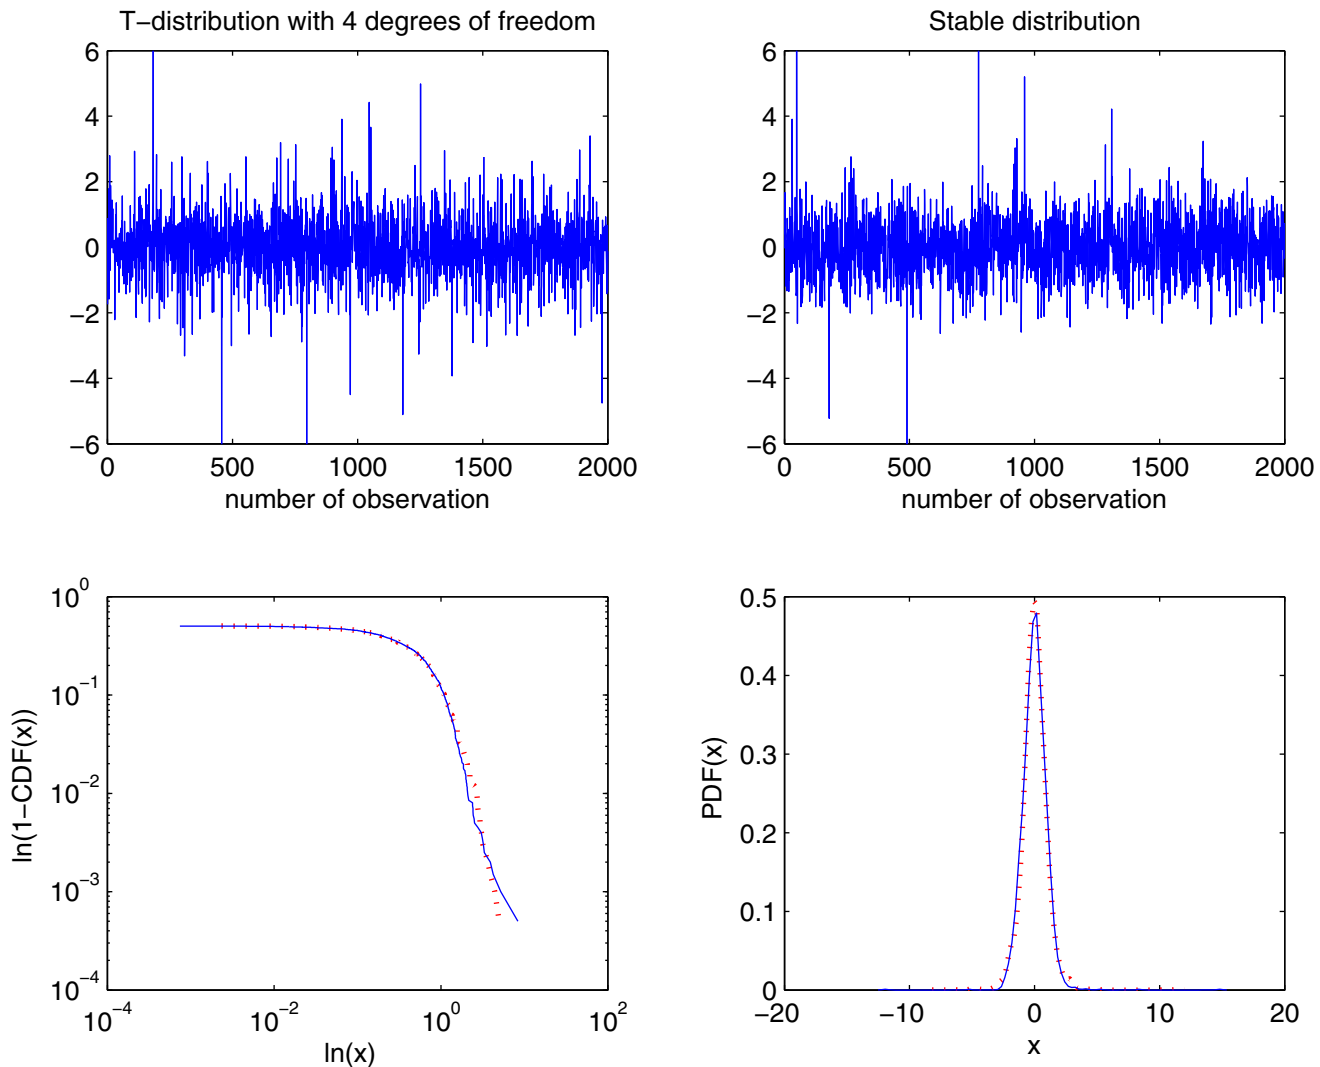 T−distribution with 4 degrees of freedom
6
4
2
0
−2
−4
−6
0 500 1000 1500 2000
number of observation
Stable distribution
6
4
2
0
−2
−4
−6
0 500 1000 1500 2000
number of observation
ln(1−CDF(x))
10^0
10^−1
10^−2
10^−3
10^−4
10^−4 10^−2 10^0 10^2
ln(x)
PDF(x)
0.5
0.4
0.3
0.2
0.1
0
−20 −10 0 10 20
x